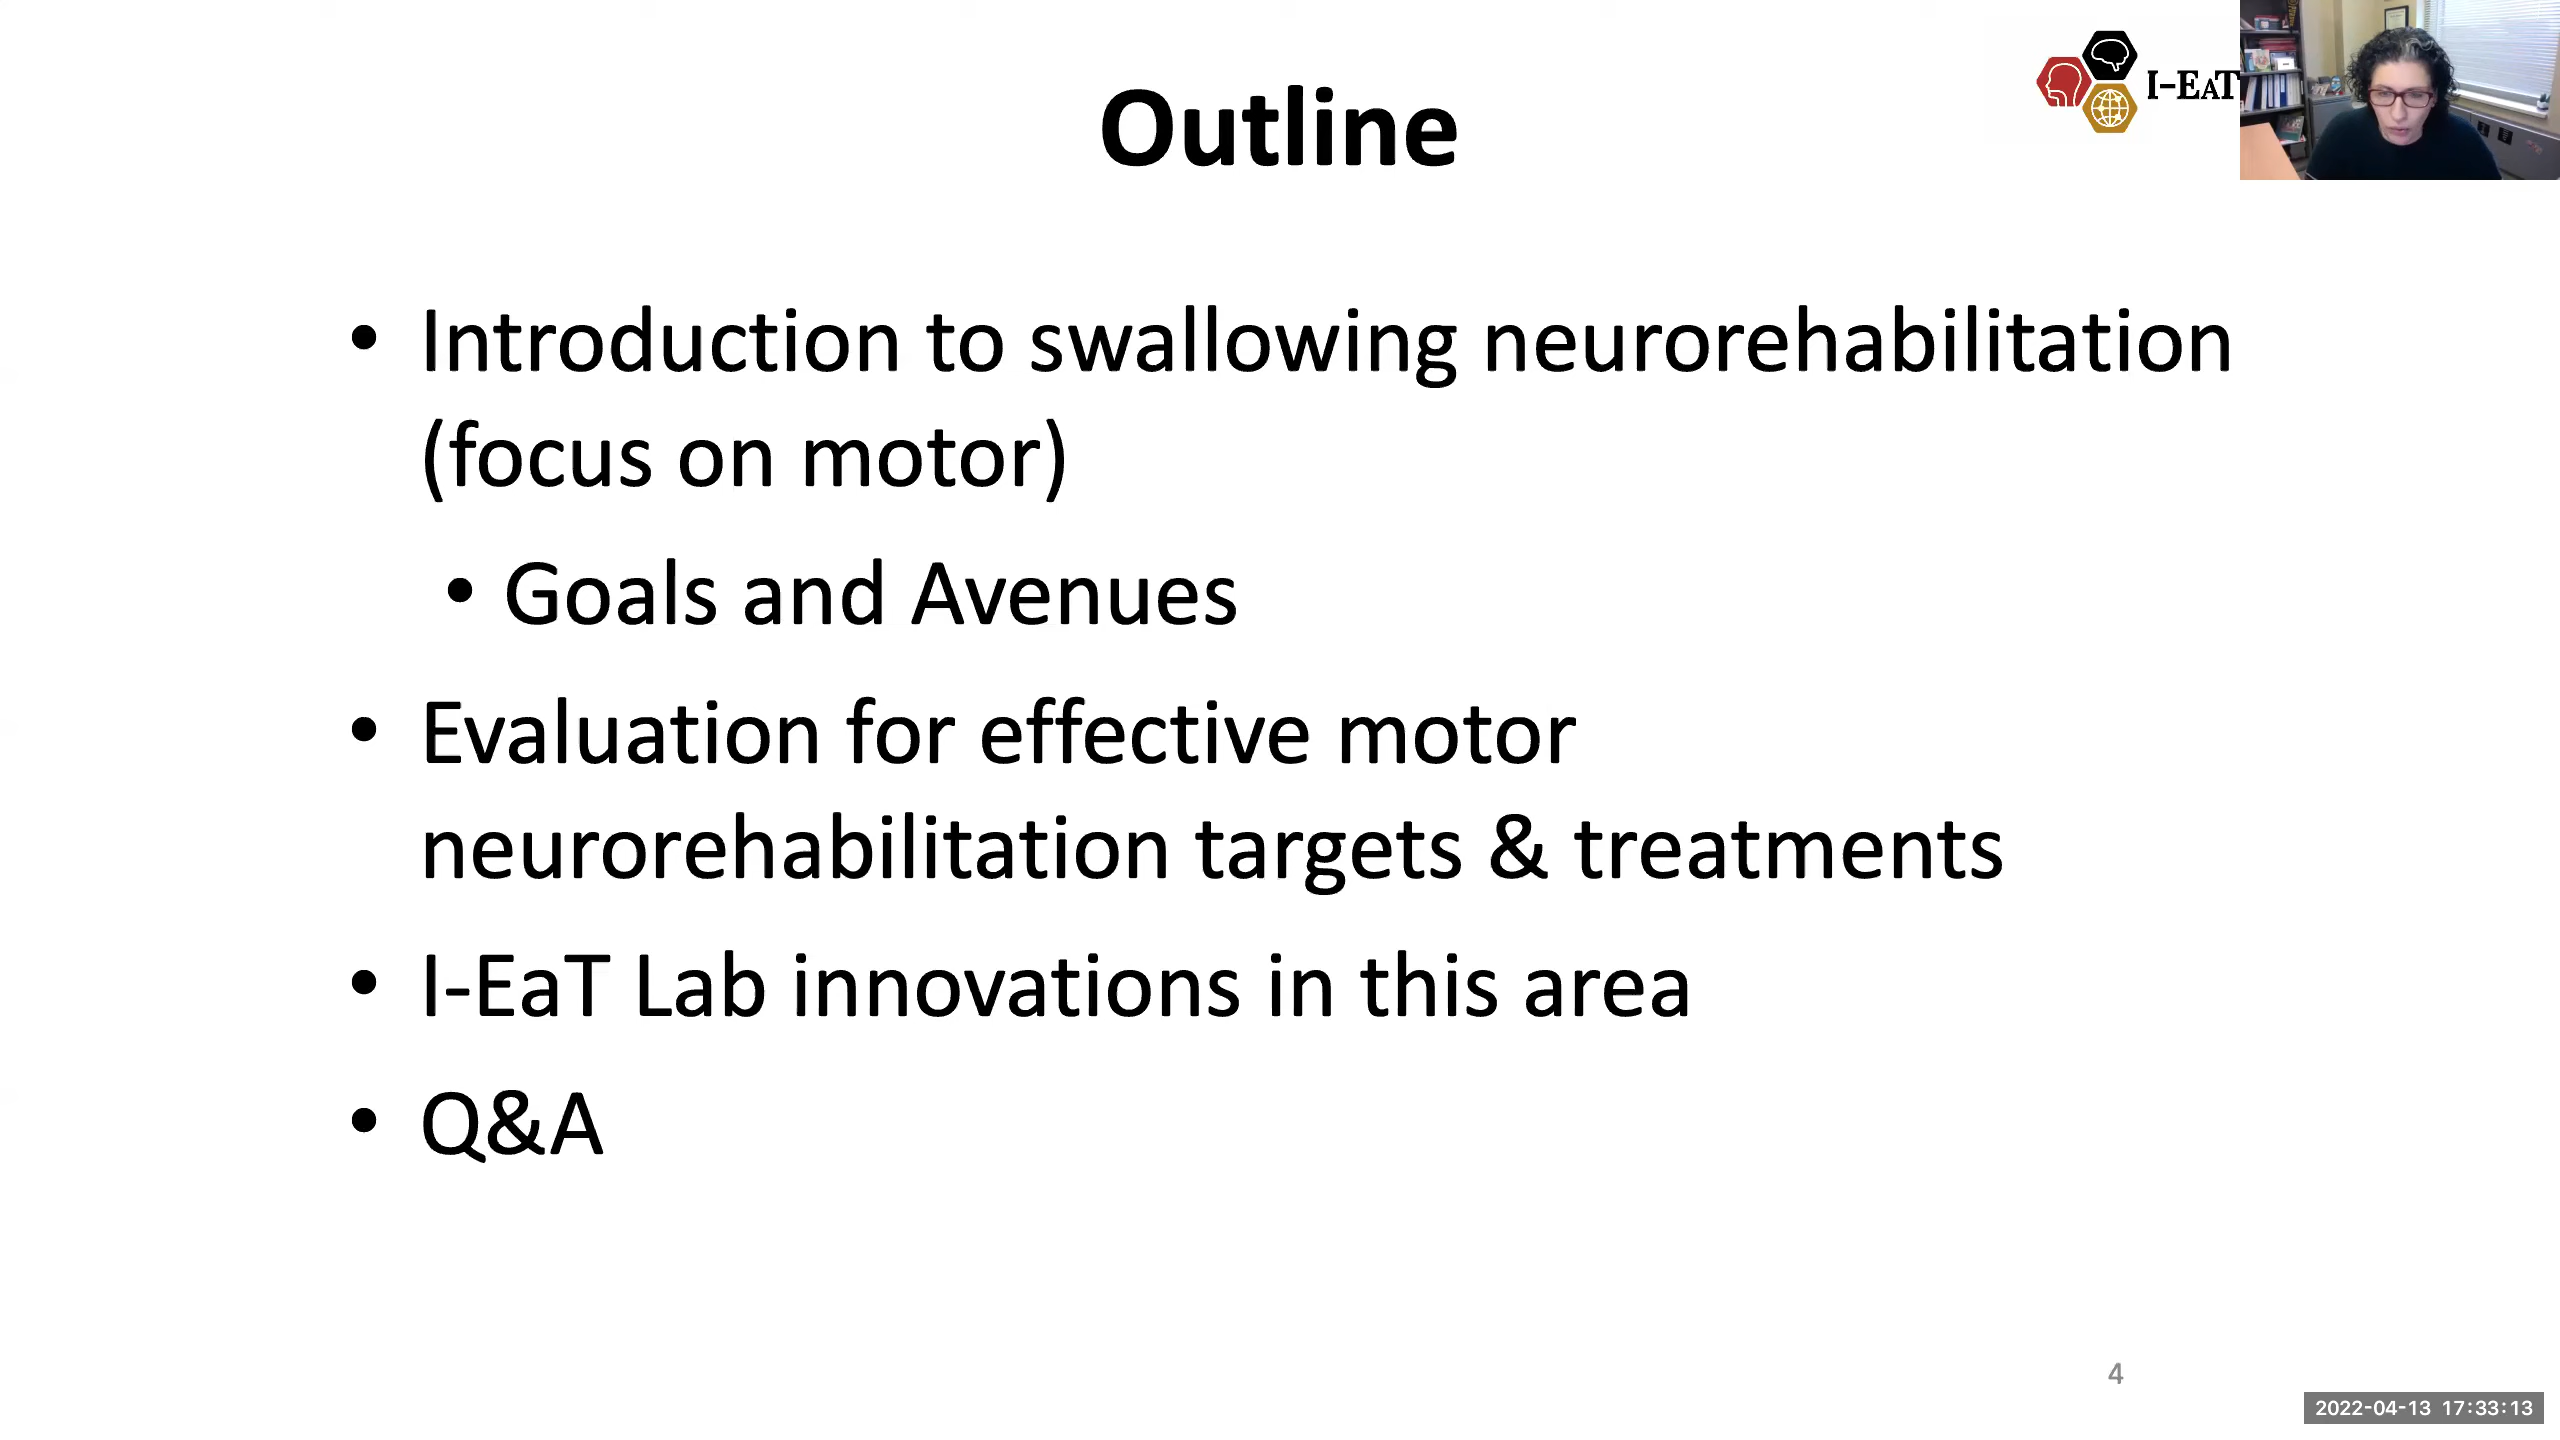 Outline
I-EaT
• Introduction to swallowing neurorehabilitation
(focus on motor)
• Goals and Avenues
• Evaluation for effective motor
neurorehabilitation targets & treatments
• I-EaT Lab innovations in this area
• Q&A
4
2022-04-13 17:33:13